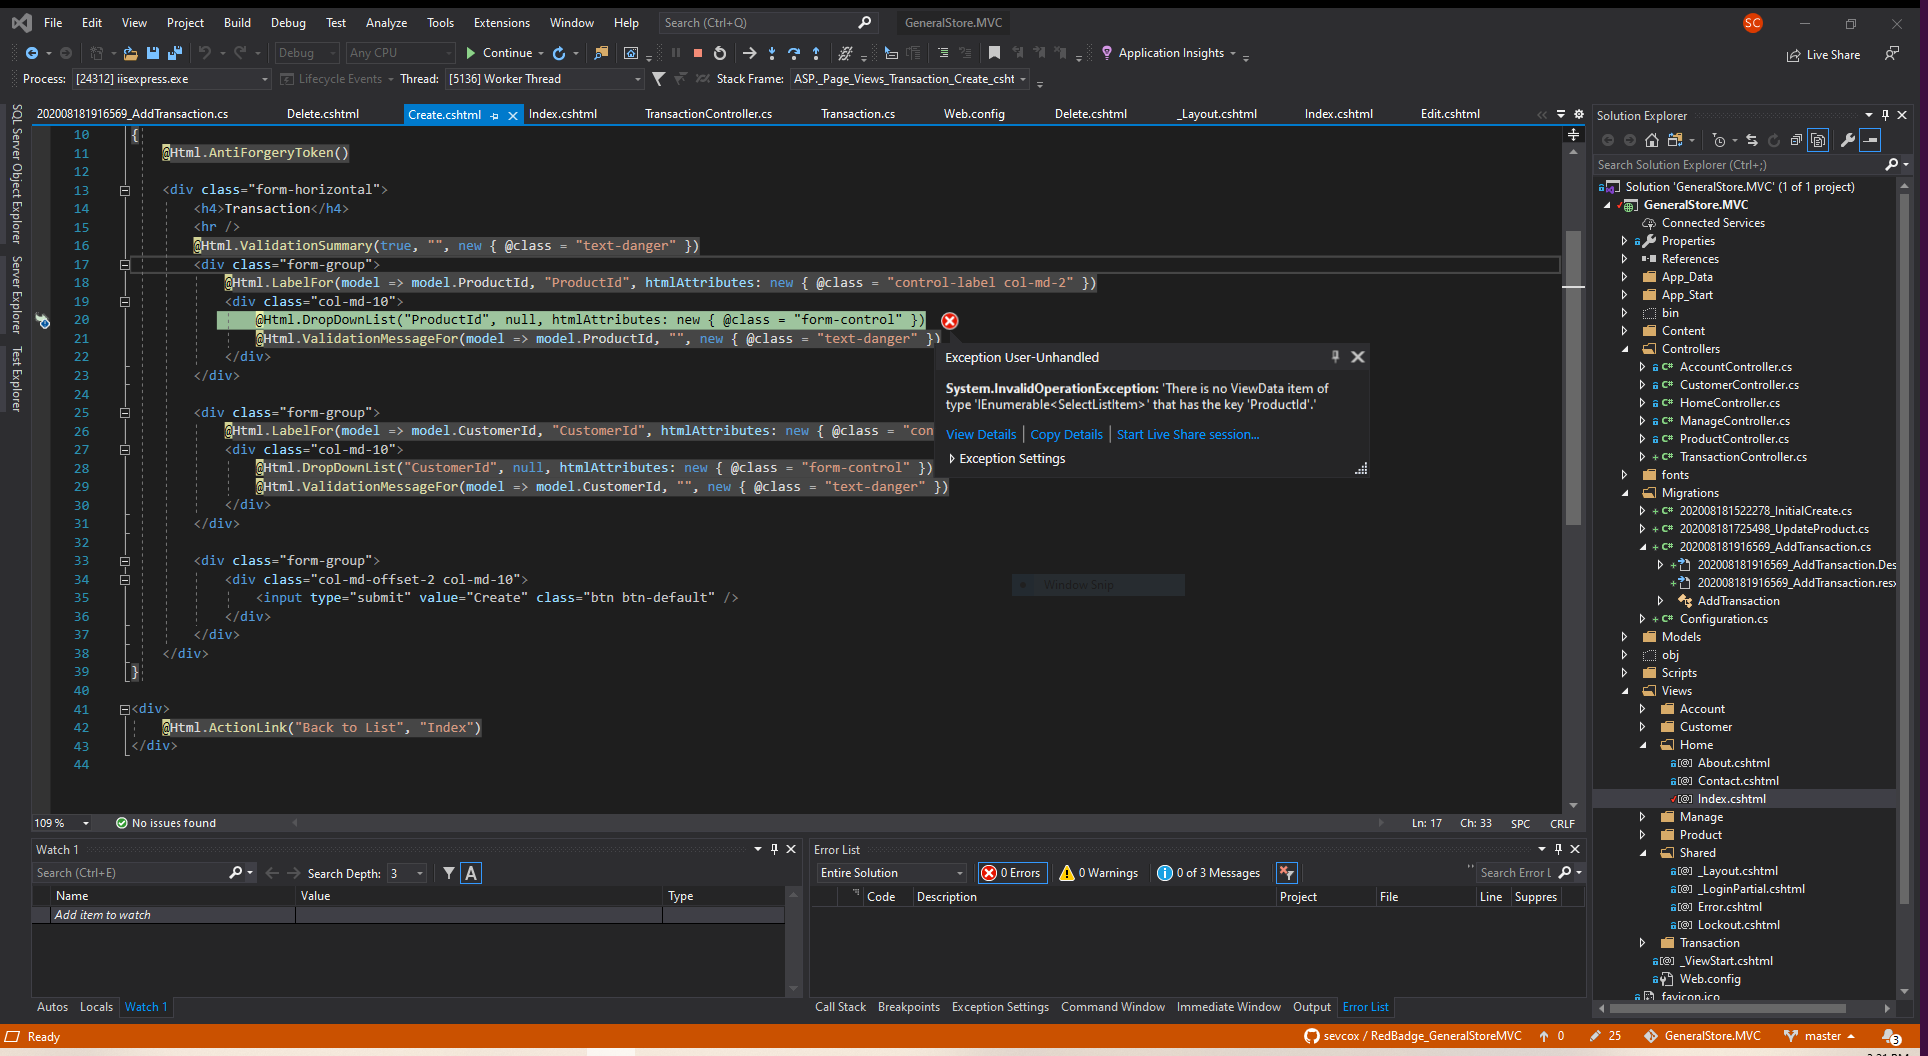 File Edit View Project Build Debug Test Analyze Tools Extensions Window Help Search (Ctrl+Q) GeneralStore.MVC SC
Debug Any CPU Continue Application Insights Live Share
Process: [24312] iisexpress.exe Lifecycle Events Thread: [5136] Worker Thread Stack Frame: ASP._Page_Views_Transaction_Create_csht
202008181916569_AddTransaction.cs Delete.cshtml Create.cshtml Index.cshtml TransactionController.cs Transaction.cs Web.config Delete.cshtml _Layout.cshtml Index.cshtml Edit.cshtml
SQL Server Object Explorer
Server Explorer
Test Explorer
10 {
11 @Html.AntiForgeryToken()
12
13 <div class="form-horizontal">
14 <h4>Transaction</h4>
15 <hr />
16 @Html.ValidationSummary(true, "", new { @class = "text-danger" })
17 <div class="form-group">
18 @Html.LabelFor(model => model.ProductId, "ProductId", htmlAttributes: new { @class = "control-label col-md-2" })
19 <div class="col-md-10">
20 @Html.DropDownList("ProductId", null, htmlAttributes: new { @class = "form-control" })
21 @Html.ValidationMessageFor(model => model.ProductId, "", new { @class = "text-danger" })
22 </div>
23 </div>
24
25 <div class="form-group">
26 @Html.LabelFor(model => model.CustomerId, "CustomerId", htmlAttributes: new { @class = "con
27 <div class="col-md-10">
28 @Html.DropDownList("CustomerId", null, htmlAttributes: new { @class = "form-control" })
29 @Html.ValidationMessageFor(model => model.CustomerId, "", new { @class = "text-danger" })
30 </div>
31 </div>
32
33 <div class="form-group">
34 <div class="col-md-offset-2 col-md-10">
35 <input type="submit" value="Create" class="btn btn-default" />
36 </div>
37 </div>
38 </div>
39 }
40
41 <div>
42 @Html.ActionLink("Back to List", "Index")
43 </div>
44
Exception User-Unhandled
System.InvalidOperationException: 'There is no ViewData item of
type 'IEnumerable<SelectListItem>' that has the key 'ProductId'.'
View Details | Copy Details | Start Live Share session...
Exception Settings
Window Snip
109 % No issues found Ln: 17 Ch: 33 SPC CRLF
Solution Explorer
Search Solution Explorer (Ctrl+;)
Solution 'GeneralStore.MVC' (1 of 1 project)
GeneralStore.MVC
Connected Services
Properties
References
App_Data
App_Start
bin
Content
Controllers
AccountController.cs
CustomerController.cs
HomeController.cs
ManageController.cs
ProductController.cs
TransactionController.cs
fonts
Migrations
202008181522278_InitialCreate.cs
202008181725498_UpdateProduct.cs
202008181916569_AddTransaction.cs
202008181916569_AddTransaction.Des
202008181916569_AddTransaction.resx
AddTransaction
Configuration.cs
Models
obj
Scripts
Views
Account
Customer
Home
About.cshtml
Contact.cshtml
Index.cshtml
Manage
Product
Shared
_Layout.cshtml
_LoginPartial.cshtml
Error.cshtml
Lockout.cshtml
Transaction
_ViewStart.cshtml
Web.config
favicon.ico
Watch 1
Search (Ctrl+E) Search Depth: 3 A
Name Value Type
Add item to watch
Autos Locals Watch 1
Error List
Entire Solution 0 Errors 0 Warnings 0 of 3 Messages Search Error L
Code Description Project File Line Suppres
Call Stack Breakpoints Exception Settings Command Window Immediate Window Output Error List
Ready sevcox / RedBadge_GeneralStoreMVC 0 25 GeneralStore.MVC master 3